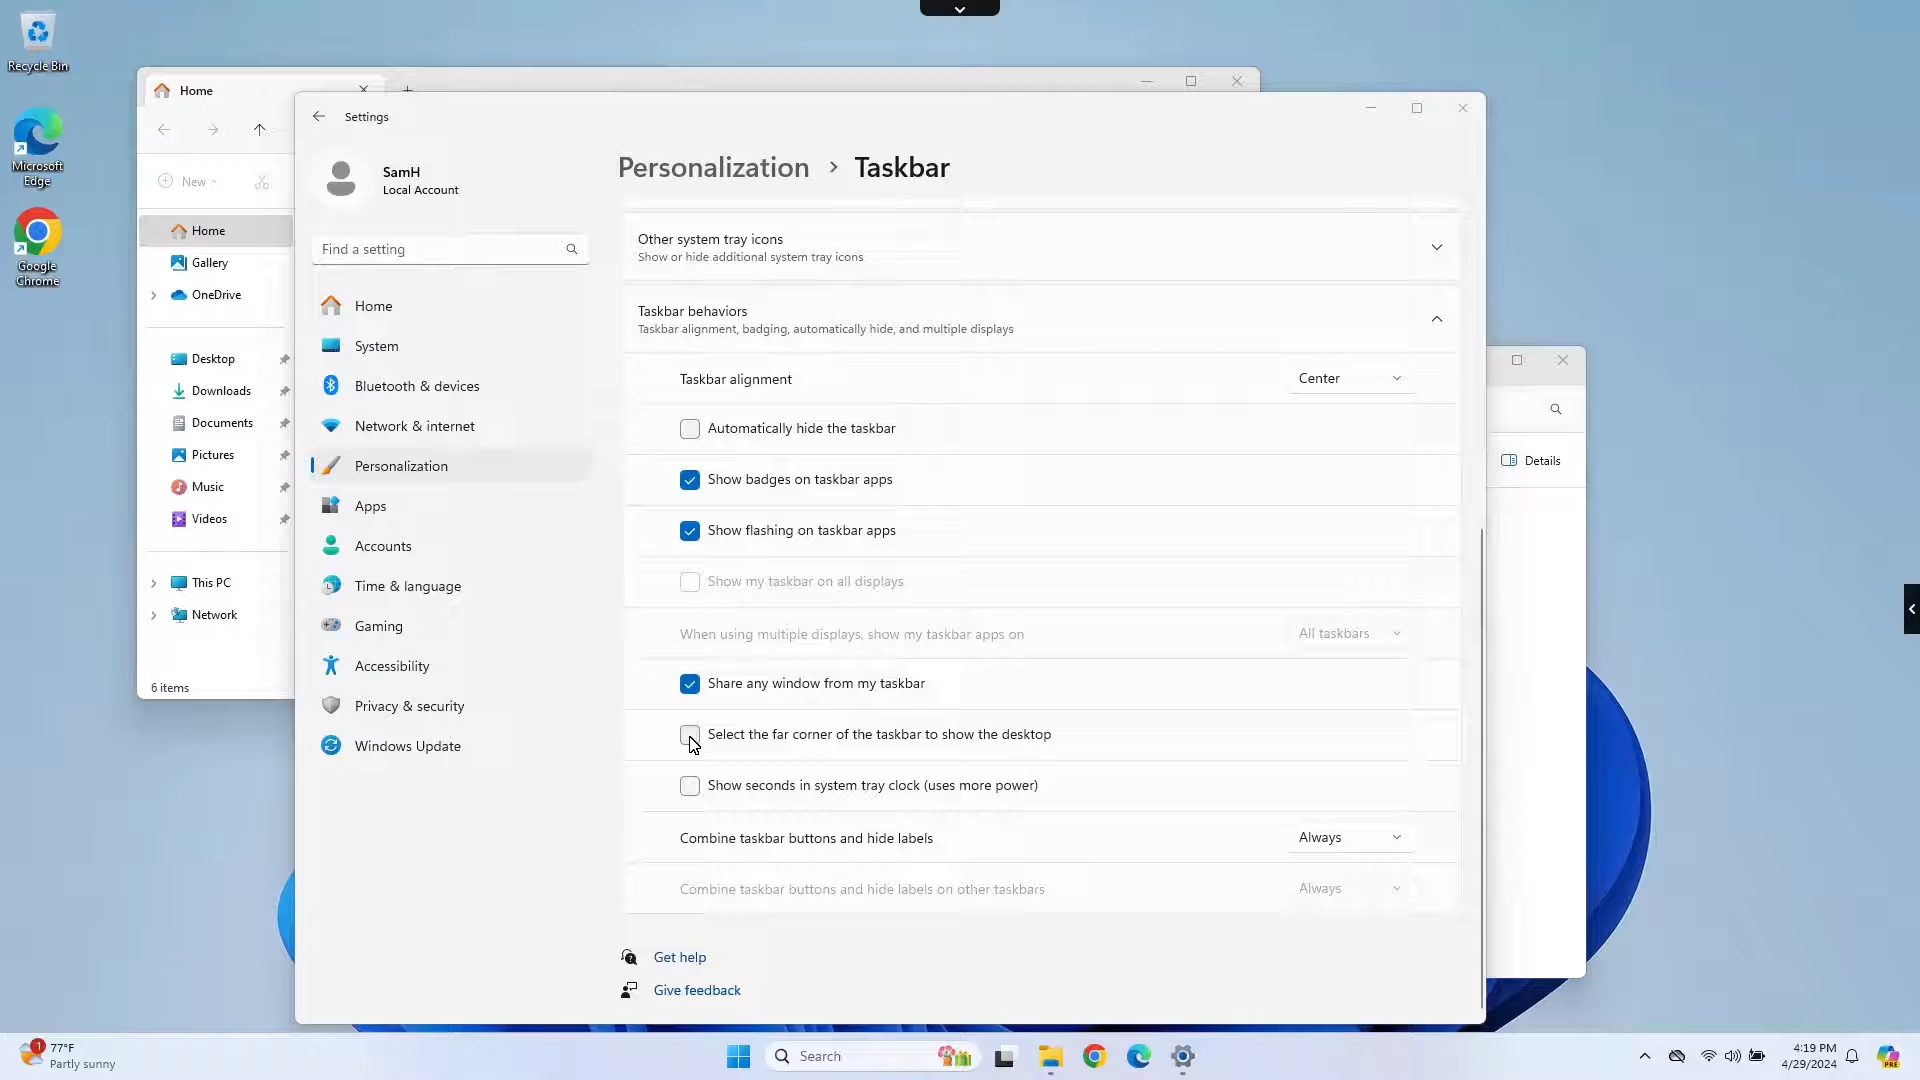 Recycle Bin
Microsoft
Edge
Google
Chrome
Home
New
Home
Gallery
OneDrive
Desktop
Downloads
Documents
Pictures
Music
Videos
This PC
Network
6 items
Settings
SamH
Local Account
Find a setting
Home
System
Bluetooth & devices
Network & internet
Personalization
Apps
Accounts
Time & language
Gaming
Accessibility
Privacy & security
Windows Update
Personalization > Taskbar
Other system tray icons
Show or hide additional system tray icons
Taskbar behaviors
Taskbar alignment, badging, automatically hide, and multiple displays
Taskbar alignment Center
Automatically hide the taskbar
Show badges on taskbar apps
Show flashing on taskbar apps
Show my taskbar on all displays
When using multiple displays, show my taskbar apps on All taskbars
Share any window from my taskbar
Select the far corner of the taskbar to show the desktop
Show seconds in system tray clock (uses more power)
Combine taskbar buttons and hide labels Always
Combine taskbar buttons and hide labels on other taskbars Always
Get help
Give feedback
Details
1
77°F
Partly sunny
Search
4:19 PM
4/29/2024
PRE